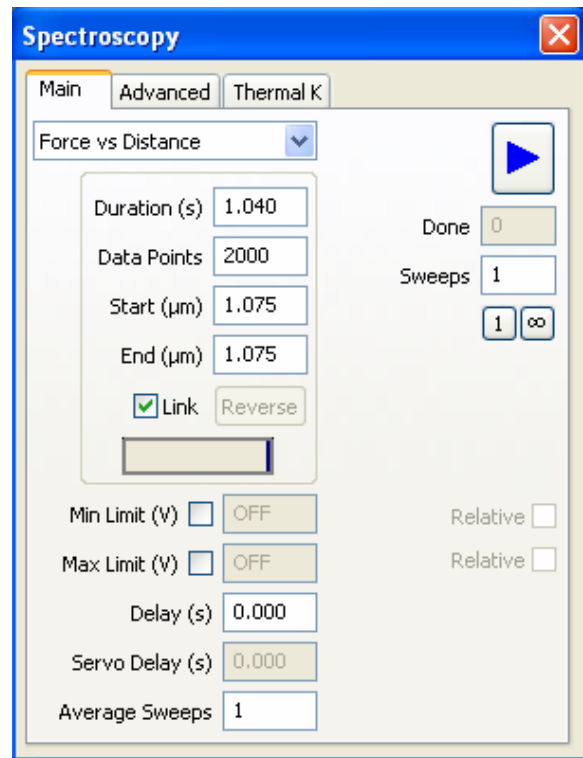 Spectroscopy
Main Advanced Thermal K
Force vs Distance
Duration (s) 1.040
Done 0
Data Points 2000
Sweeps 1
Start (µm) 1.075
1 ∞
End (µm) 1.075
Link Reverse
Min Limit (V) OFF Relative
Max Limit (V) OFF Relative
Delay (s) 0.000
Servo Delay (s) 0.000
Average Sweeps 1